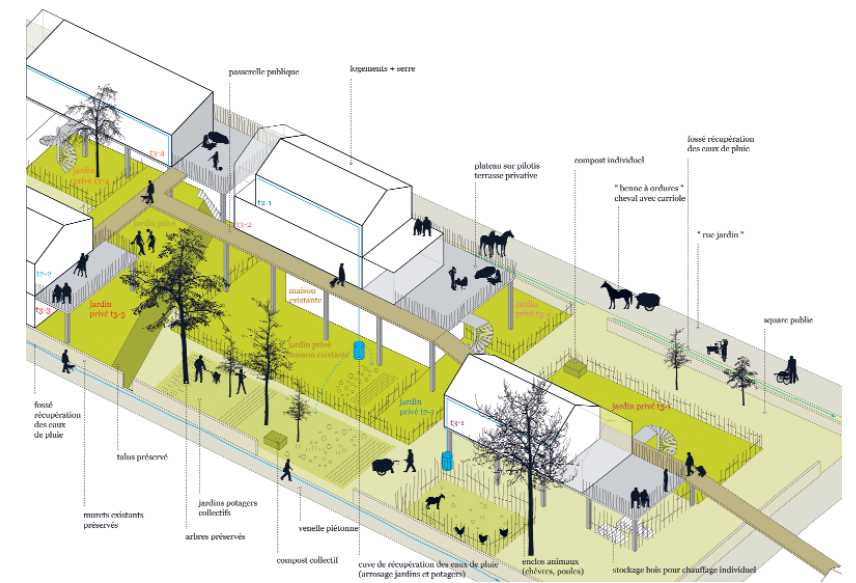 passerelle publique
logements + serre
plateau sur pilotis
terrasse privative
compost individuel
fossé récupération
des eaux de pluie
" benne à ordures "
cheval avec carriole
" rue jardin "
square public
t3-4
jardin
privé t3-4
t2-1
t3-2
jardin privé
t2-2
t3-3
jardin
privé t3-3
maison
existante
jardin privé
maison existante
jardin
privé t3-2
jardin
privé t2-1
t3-1
jardin privé t3-1
fossé
récupération
des eaux
de pluie
talus préservé
murets existants
préservés
jardins potagers
collectifs
arbres préservés
venelle piétonne
compost collectif
cuve de récupération des eaux de pluie
(arrosage jardins et potagers)
enclos animaux
(chèvres, poules)
stockage bois pour chauffage individuel